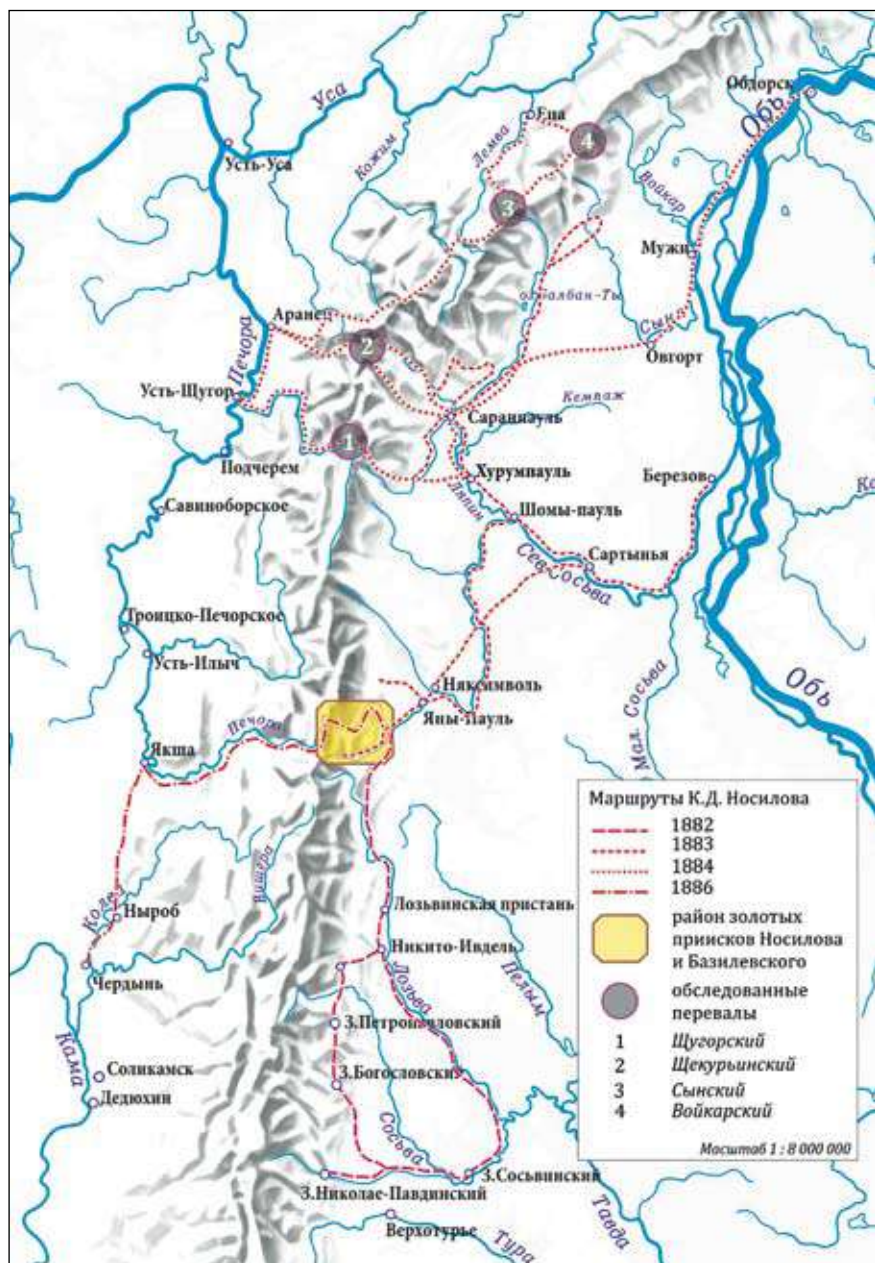 Обдорск
Обь
Уса
Еца
Лемва
Кожим
4
Усть-Уса
Войкар
3
Мужи
Аранец
Сыня
2
Овгорт
Печора
Усть-Щугор
Кемпаж
Саранпауль
1
Подчерем
Хурумпауль
Березов
Ляпин
Савиноборское
Шомы-пауль
Сев. Сосьва
Сартынья
Троицко-Печорское
Усть-Илыч
Няксимволь
Обь
Яны-Пауль
Печора
Мал. Сосьва
Якша
Вишера
Колва
Ныроб
Лозьвинская пристань
Никито-Ивдель
Чердынь
Лозьва
Пелым
З.Петропавловский
Кама
Соликамск
З.Богословский
Дедюхин
Сосьва
З.Сосьвинский
З.Николае-Павдинский
Тавда
Верхотурье
Тура
Маршруты К.Д. Носилова
1882
1883
1884
1886
район золотых
приисков Носилова
и Базилевского
обследованные
перевалы
1 Щугорский
2 Щекурьинский
3 Сынский
4 Войкарский
Масштаб 1 : 8 000 000